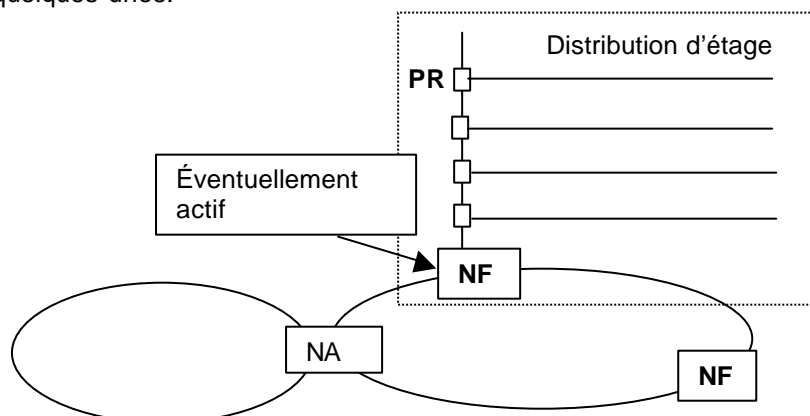 quelques-unes.
Distribution d’étage
PR
Éventuellement
actif
NF
NA
NF